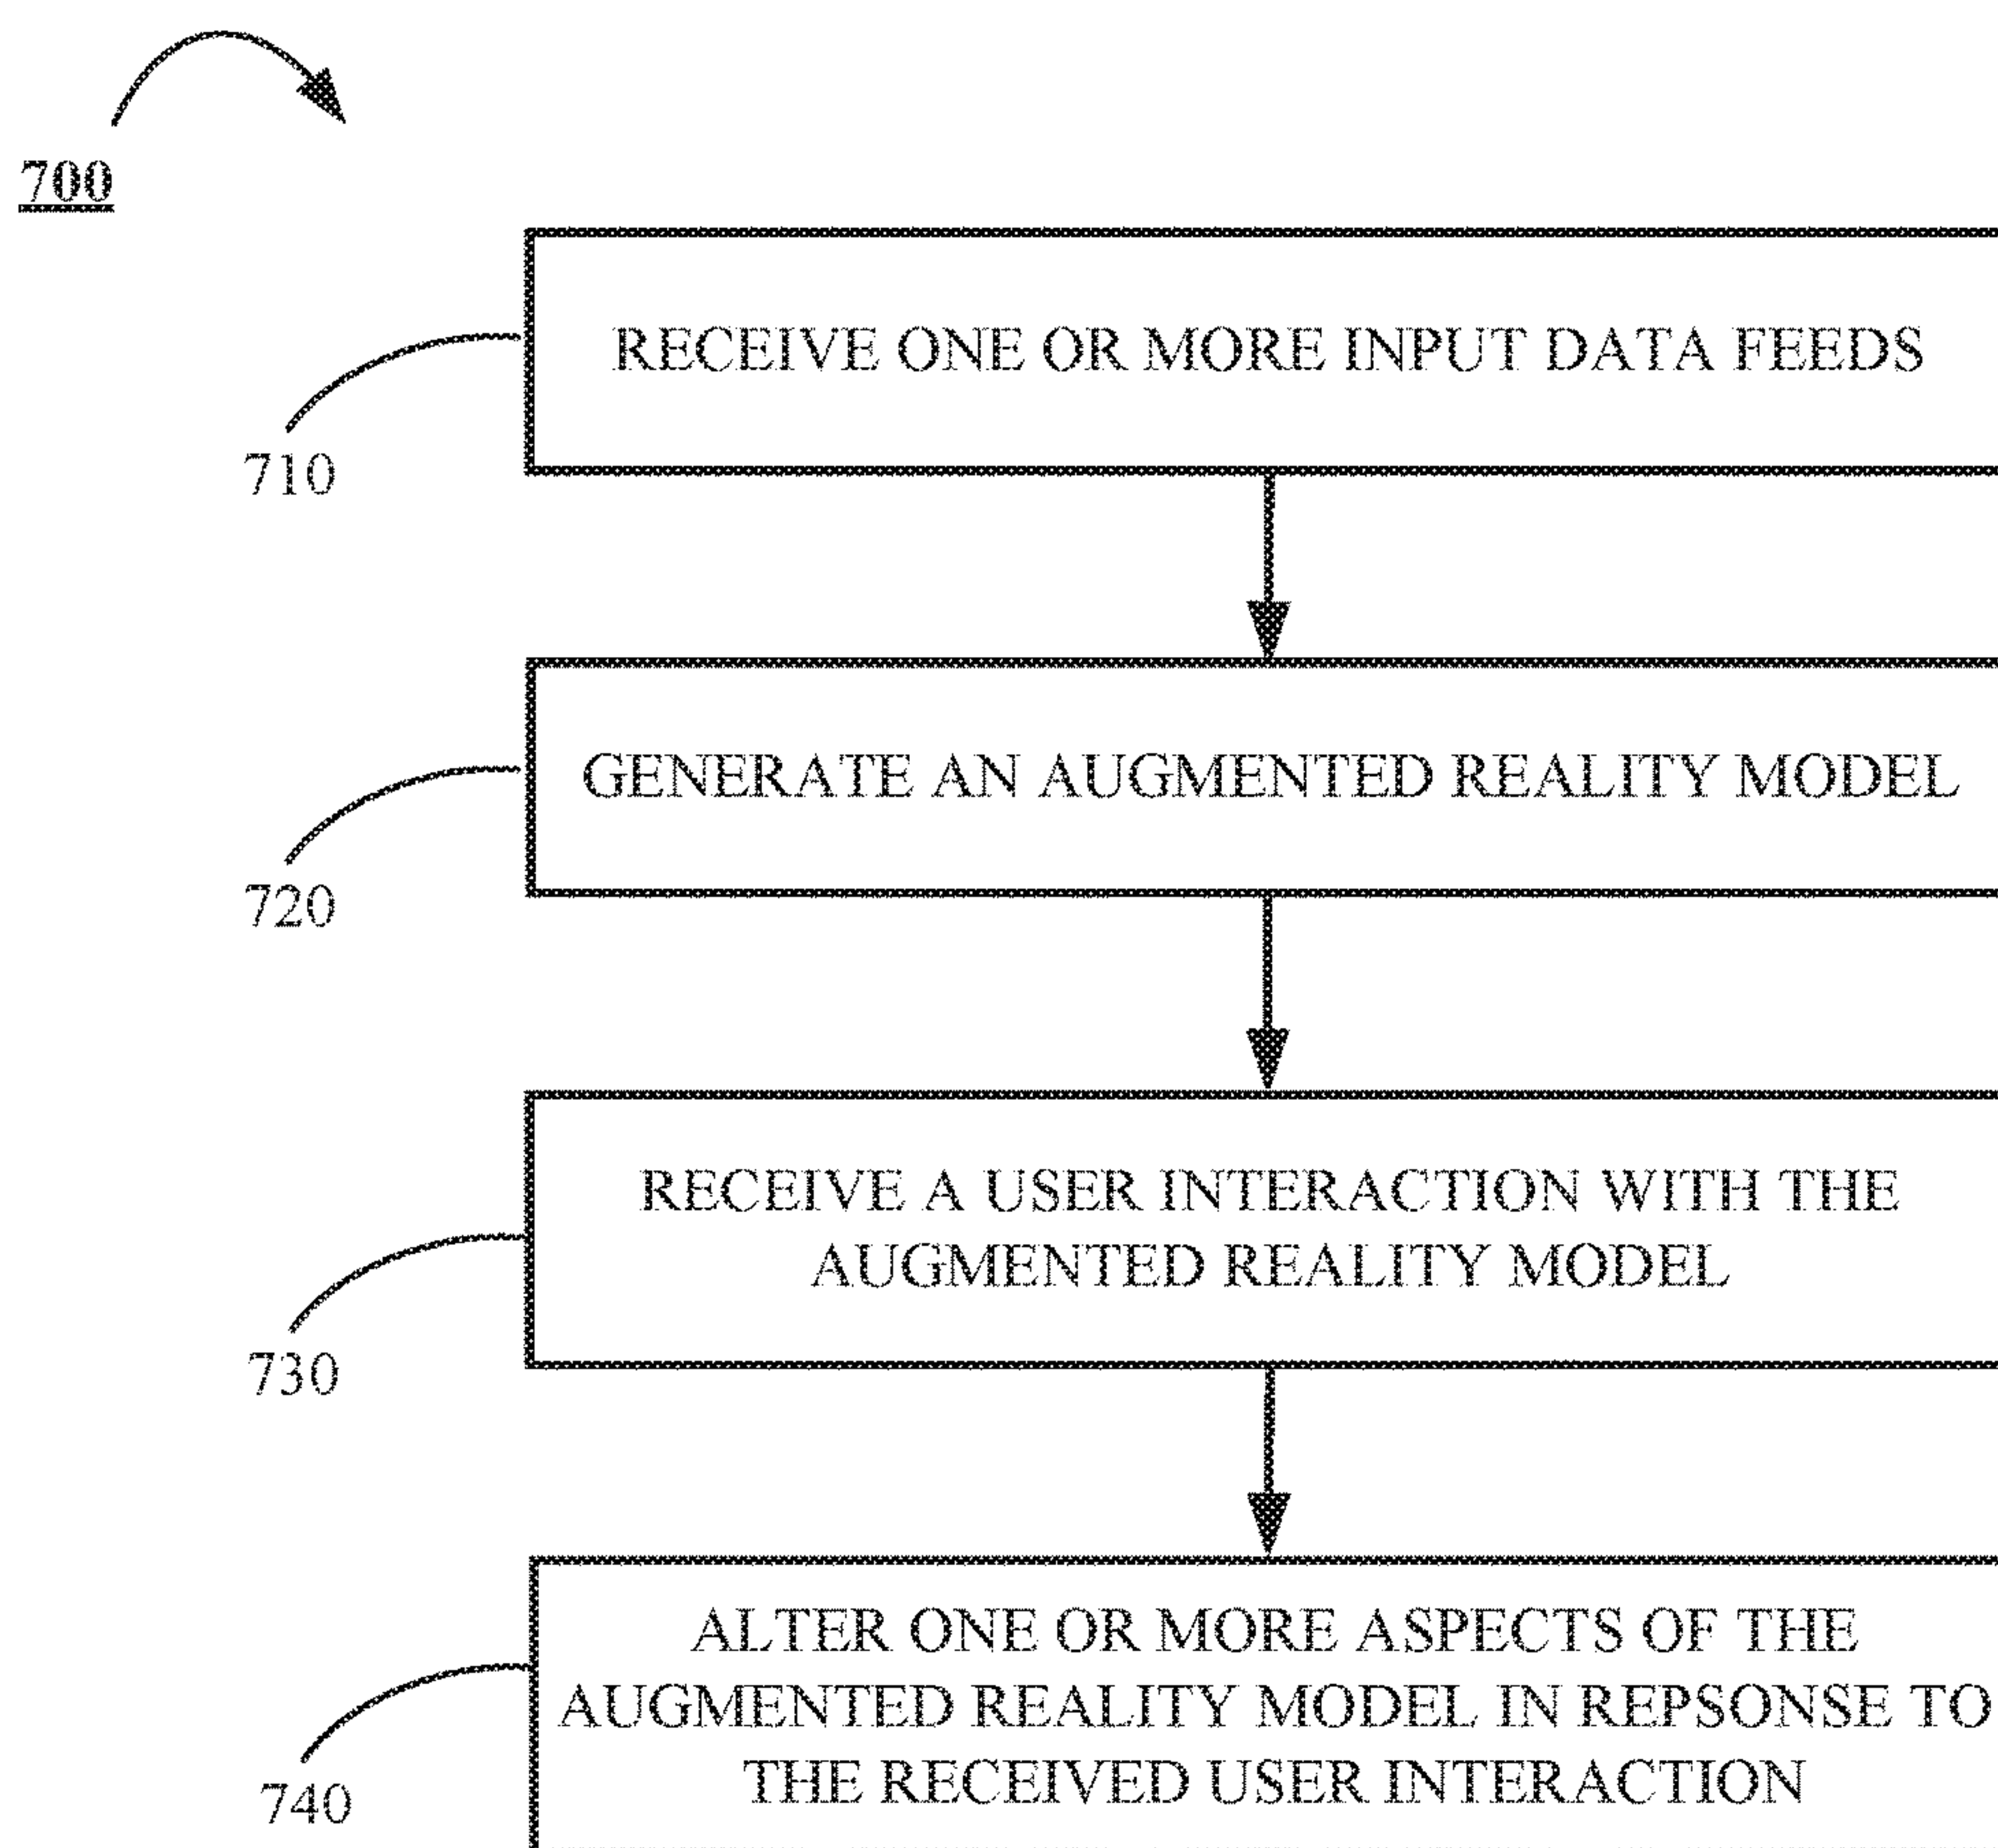 700
RECEIVE ONE OR MORE INPUT DATA FEEDS
710
GENERATE AN AUGMENTED REALITY MODEL
720
RECEIVE A USER INTERACTION WITH THE
AUGMENTED REALITY MODEL
730
ALTER ONE OR MORE ASPECTS OF THE
AUGMENTED REALITY MODEL IN REPSONSE TO
THE RECEIVED USER INTERACTION
740